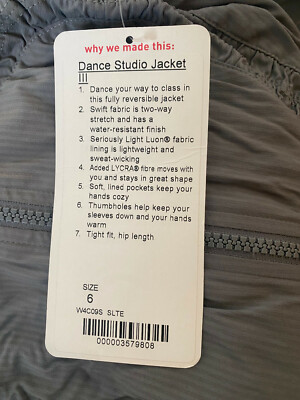 why we made this:
Dance Studio Jacket
III
1. Dance your way to class in
this fully reversible jacket
2. Swift fabric is two-way
stretch and has a
water-resistant finish
3. Seriously Light Luon® fabric
lining is lightweight and
sweat-wicking
4. Added LYCRA® fibre moves with
you and stays in great shape
5. Soft, lined pockets keep your
hands cozy
6. Thumbholes help keep your
sleeves down and your hands
warm
7. Tight fit, hip length
SIZE
6
W4C09S SLTE
000003579808